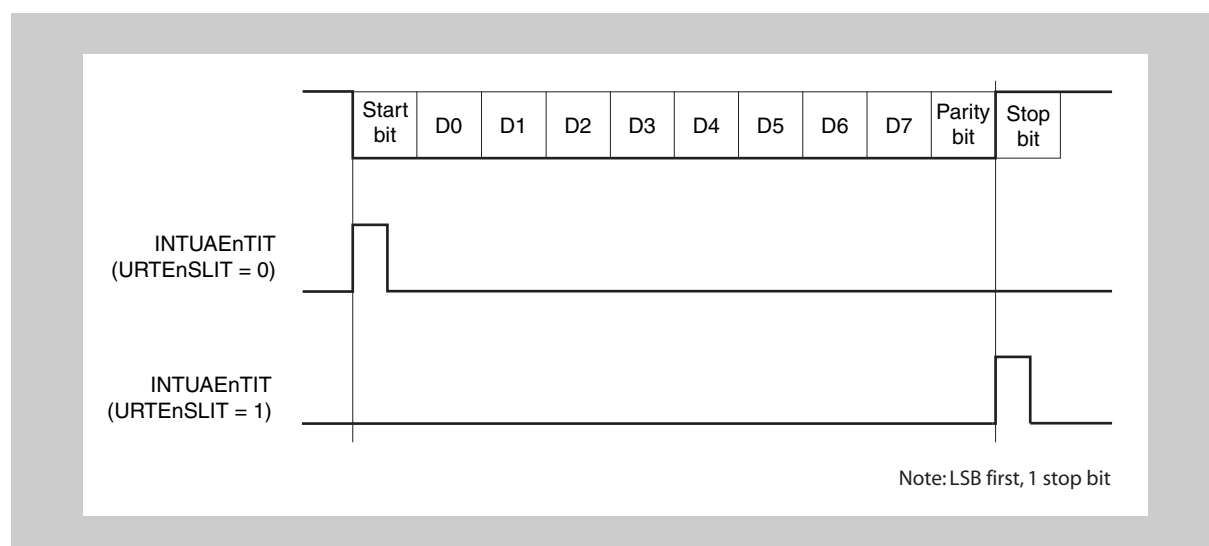 Start bit D0 D1 D2 D3 D4 D5 D6 D7 Parity bit Stop bit
INTUAEnTIT
(URTEnSLIT = 0)
INTUAEnTIT
(URTEnSLIT = 1)
Note: LSB first, 1 stop bit